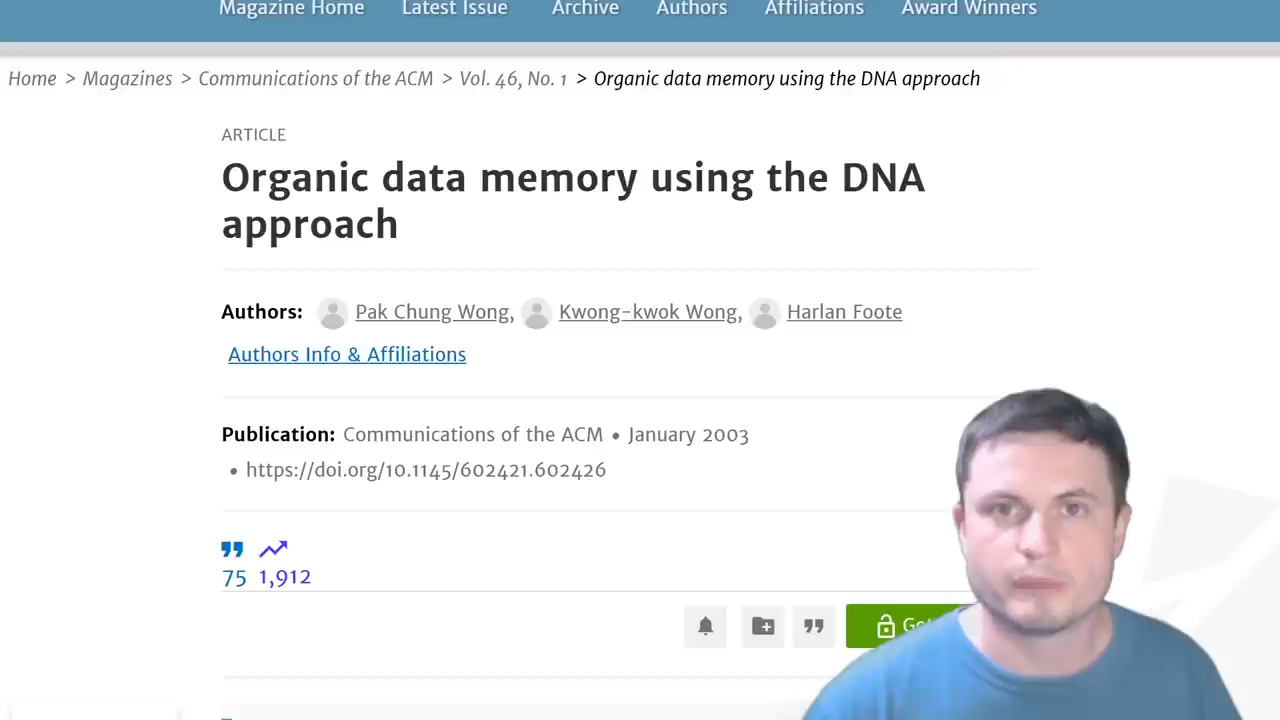 Magazine Home Latest Issue Archive Authors Affiliations Award Winners
Home > Magazines > Communications of the ACM > Vol. 46, No. 1 > Organic data memory using the DNA approach
ARTICLE
Organic data memory using the DNA
approach
Authors: Pak Chung Wong, Kwong-kwok Wong, Harlan Foote
Authors Info & Affiliations
Publication: Communications of the ACM • January 2003
• https://doi.org/10.1145/602421.602426
75 1,912